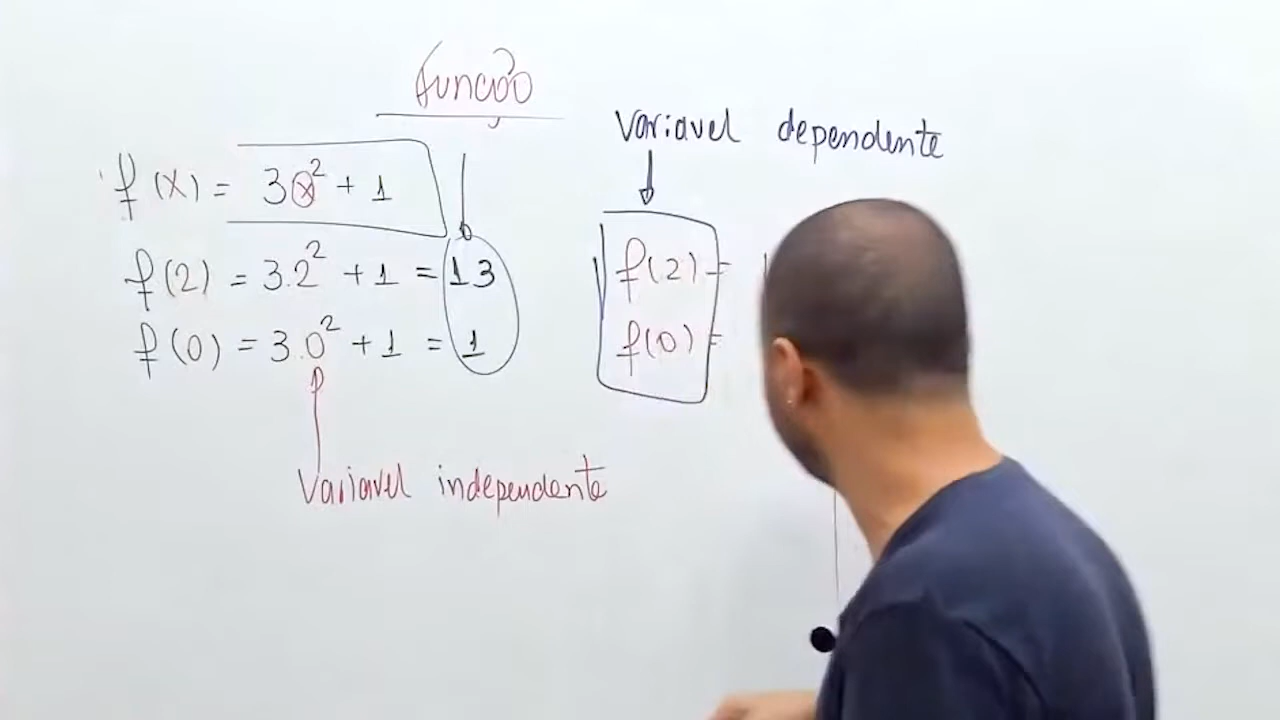 função
variavel dependente
f(x) = 3x² + 1
f(2) = 3.2² + 1 = 13
f(0) = 3.0² + 1 = 1
f(2) =
f(0) =
variavel independente